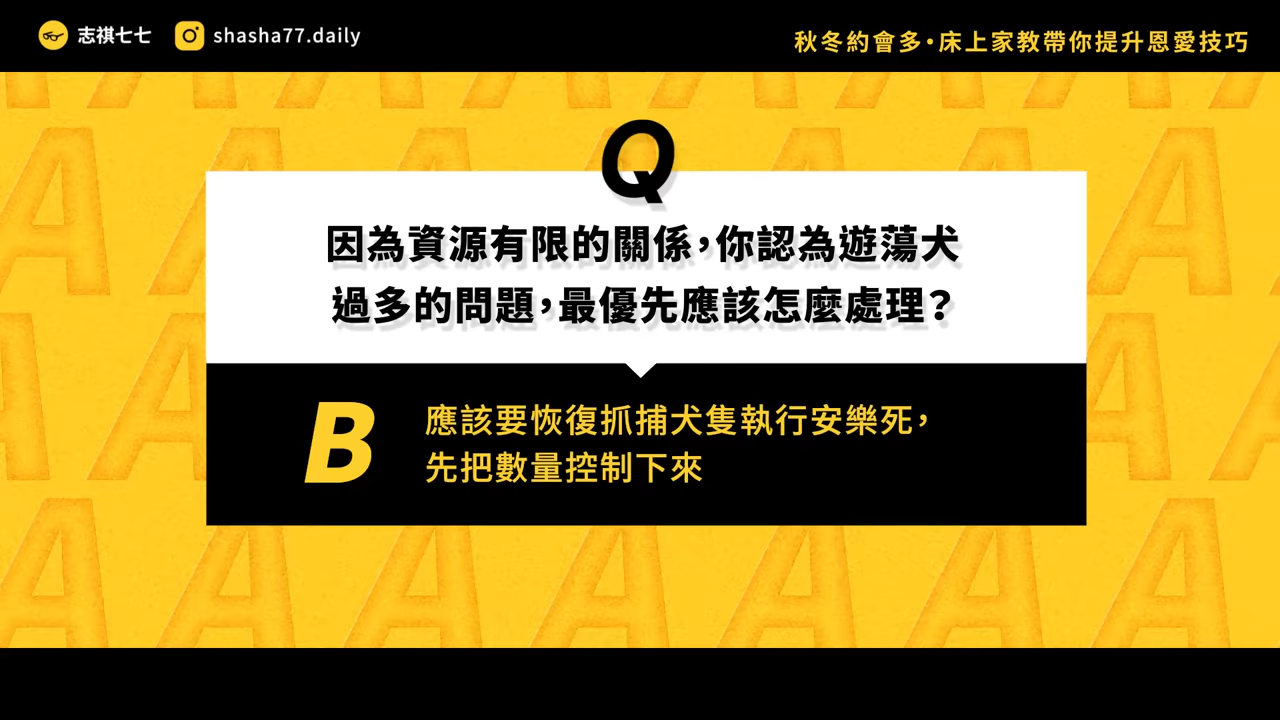 志祺七七
shasha77.daily
秋冬約會多•床上家教帶你提升恩愛技巧
Q
因為資源有限的關係，你認為遊蕩犬
過多的問題，最優先應該怎麼處理？
B
應該要恢復抓捕犬隻執行安樂死，
先把數量控制下來